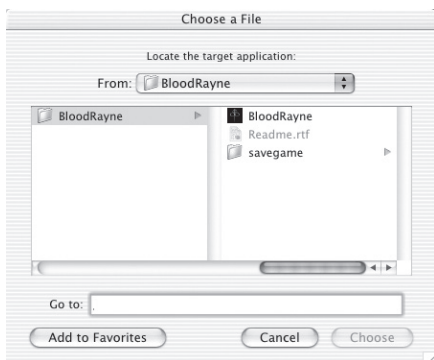 Choose a File
Locate the target application:
From: BloodRayne
BloodRayne
BloodRayne
Readme.rtf
savegame
Go to:
Add to Favorites
Cancel
Choose